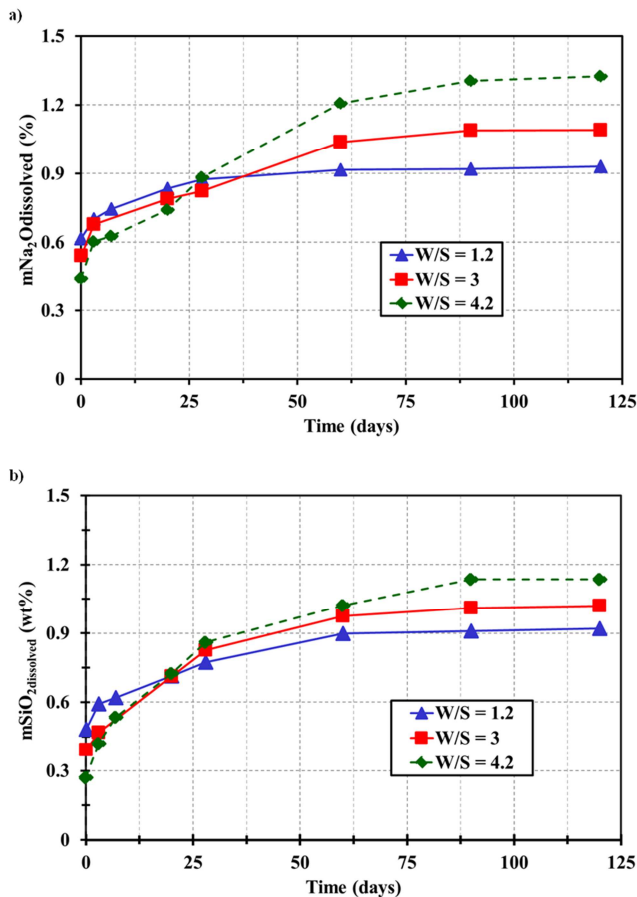 a)
1.5
1.2
0.9
0.6
0.3
0
mNa₂Odissolved (%)
W/S = 1.2
W/S = 3
W/S = 4.2
0 25 50 75 100 125
Time (days)
b)
1.5
1.2
0.9
0.6
0.3
0
mSiO₂dissolved (wt%)
W/S = 1.2
W/S = 3
W/S = 4.2
0 25 50 75 100 125
Time (days)